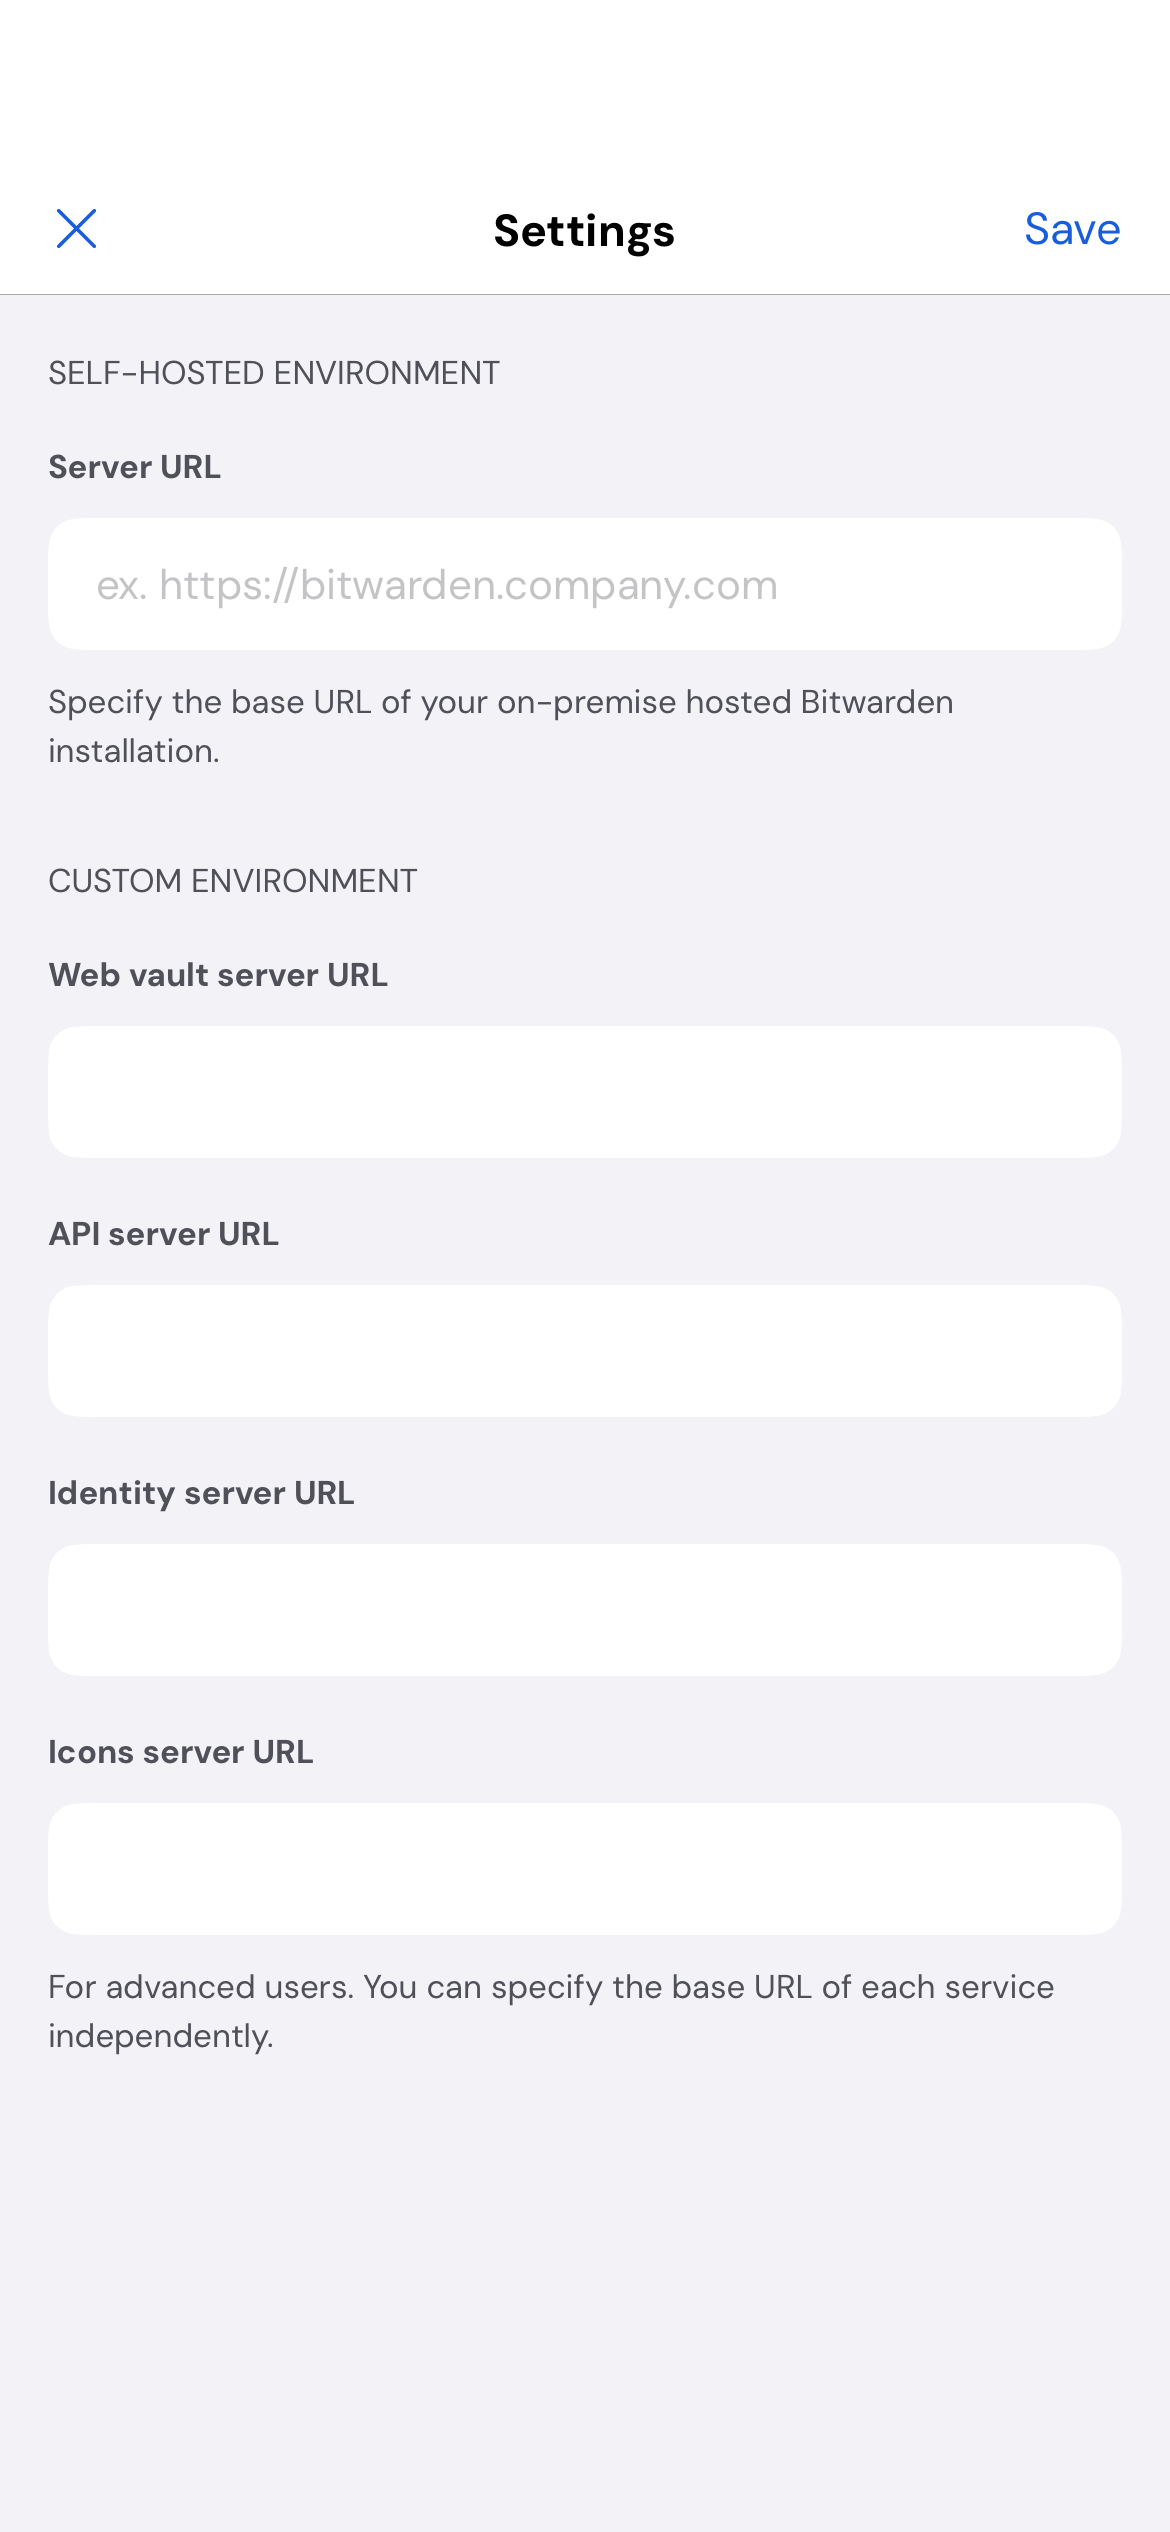 Settings
Save
SELF-HOSTED ENVIRONMENT
Server URL
ex. https://bitwarden.company.com
Specify the base URL of your on-premise hosted Bitwarden
installation.
CUSTOM ENVIRONMENT
Web vault server URL
API server URL
Identity server URL
Icons server URL
For advanced users. You can specify the base URL of each service
independently.